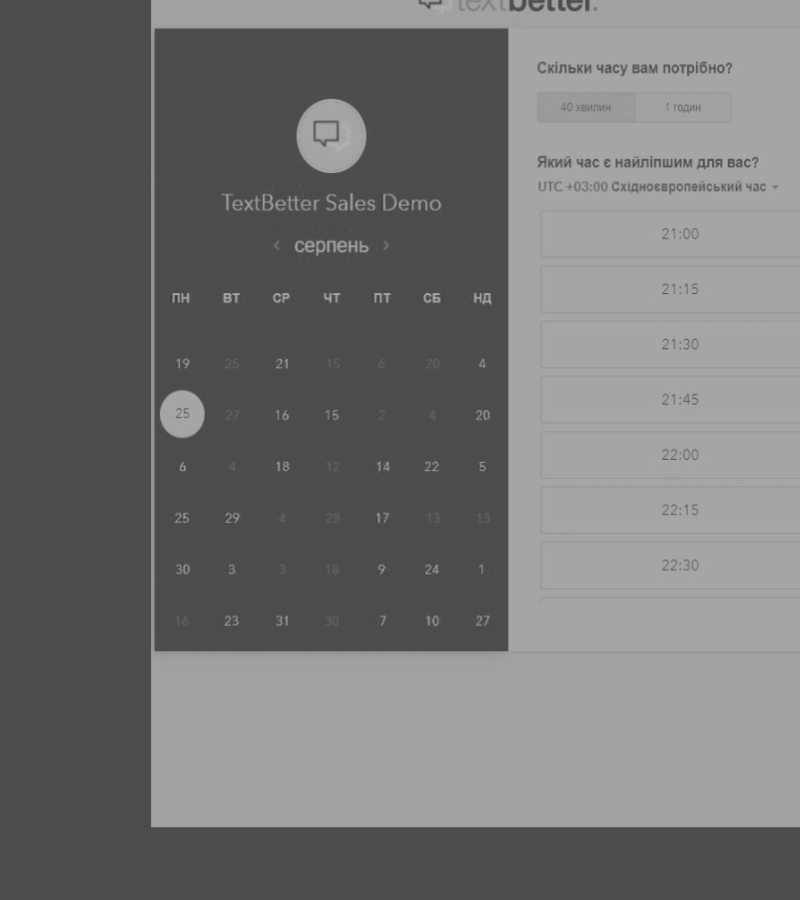 textbetter.
TextBetter Sales Demo
‹ серпень ›
ПН ВТ СР ЧТ ПТ СБ НД
19 25 21 15 6 20 4
25 27 16 15 2 4 20
6 4 18 12 14 22 5
25 29 4 28 17 13 13
30 3 3 18 9 24 1
16 23 31 30 7 10 27
Скільки часу вам потрібно?
40 хвилин 1 годин
Який час є найліпшим для вас?
UTC +03:00 Східноєвропейський час
21:00
21:15
21:30
21:45
22:00
22:15
22:30